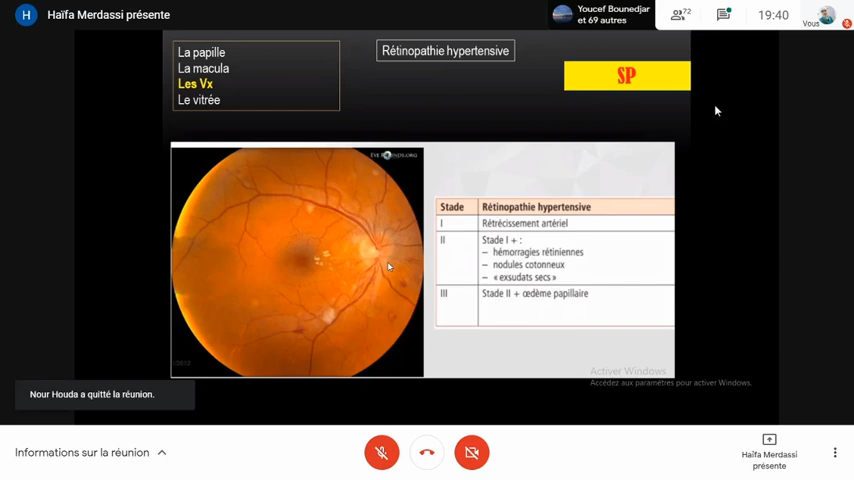 H
Haïfa Merdassi présente
Youcef Bounedjar
et 69 autres
72
19:40
Vous
La papille
La macula
Les Vx
Le vitrée
Rétinopathie hypertensive
SP
Stade
Rétinopathie hypertensive
I
Rétrécissement artériel
II
Stade I + :
– hémorragies rétiniennes
– nodules cotonneux
– « exsudats secs »
III
Stade II + œdème papillaire
Activer Windows
Accédez aux paramètres pour activer Windows.
Nour Houda a quitté la réunion.
Informations sur la réunion
Haïfa Merdassi
présente